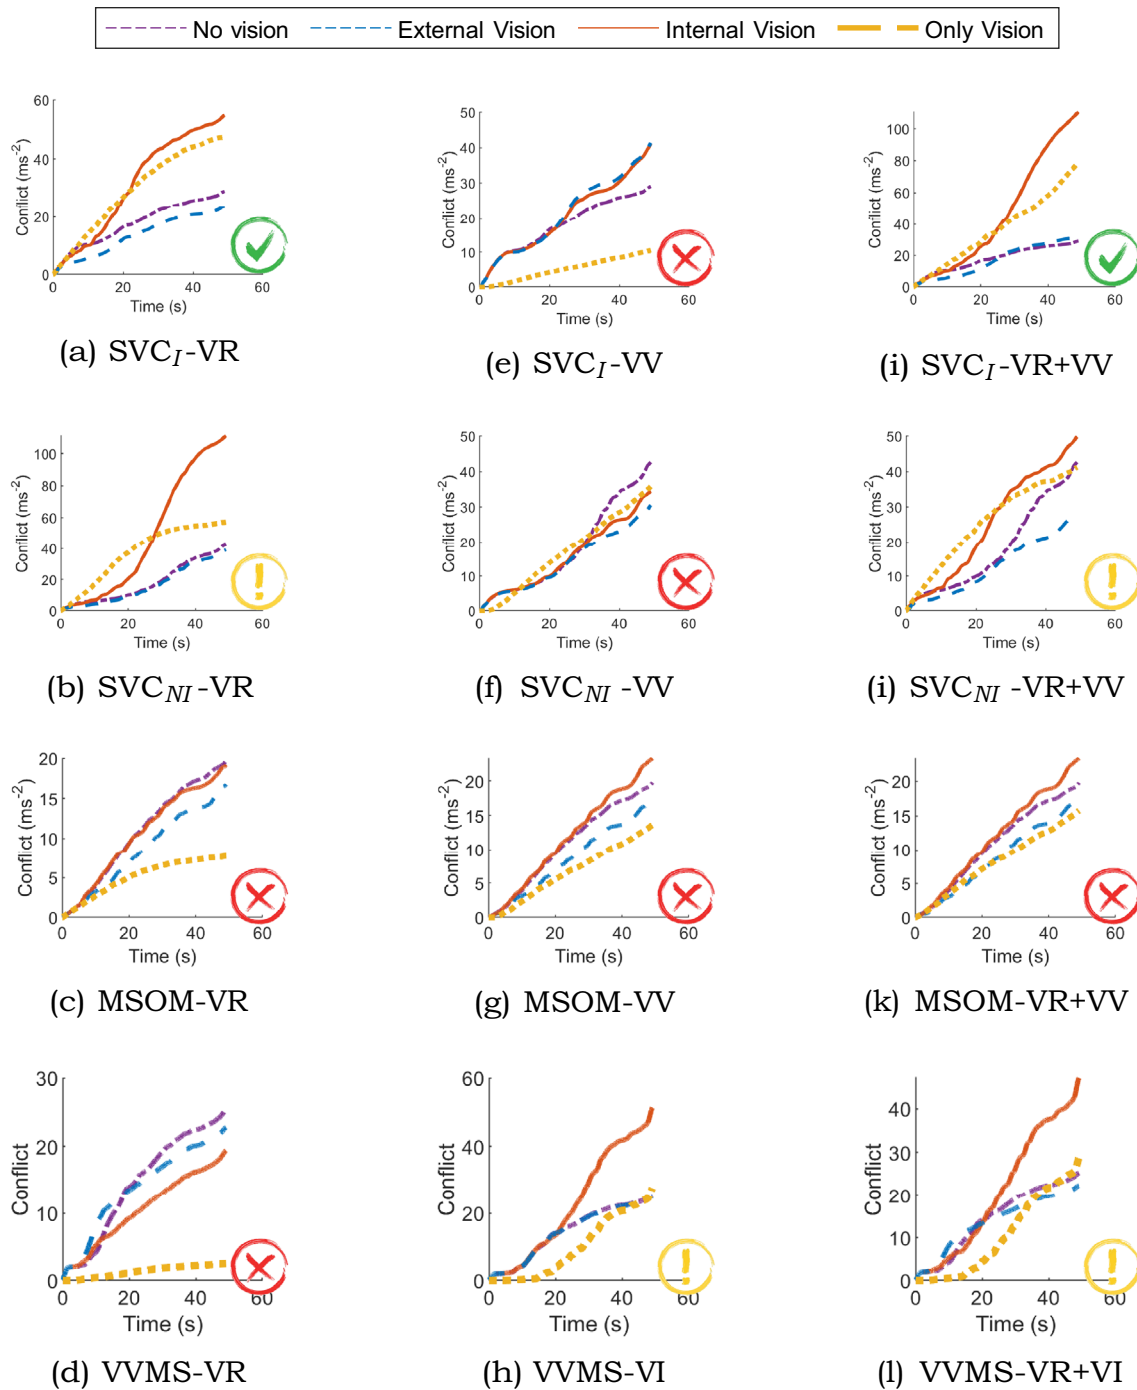 No vision External Vision Internal Vision Only Vision
60
40
20
0
Conflict (ms-2)
0 20 40 60
Time (s)
(a) SVCI-VR
50
40
30
20
10
0
Conflict (ms-2)
0 20 40 60
Time (s)
(e) SVCI-VV
100
80
60
40
20
0
Conflict (ms-2)
0 20 40 60
Time (s)
(i) SVCI-VR+VV
100
80
60
40
20
0
Conflict (ms-2)
0 20 40 60
Time (s)
(b) SVCNI-VR
50
40
30
20
10
0
Conflict (ms-2)
0 20 40 60
Time (s)
(f) SVCNI -VV
50
40
30
20
10
0
Conflict (ms-2)
0 20 40 60
Time (s)
(i) SVCNI -VR+VV
20
15
10
5
0
Conflict (ms-2)
0 20 40 60
Time (s)
(c) MSOM-VR
20
15
10
5
0
Conflict (ms-2)
0 20 40 60
Time (s)
(g) MSOM-VV
20
15
10
5
0
Conflict (ms-2)
0 20 40 60
Time (s)
(k) MSOM-VR+VV
30
20
10
0
Conflict
0 20 40 60
Time (s)
(d) VVMS-VR
60
40
20
0
Conflict
0 20 40 60
Time (s)
(h) VVMS-VI
40
30
20
10
0
Conflict
0 20 40 60
Time (s)
(l) VVMS-VR+VI